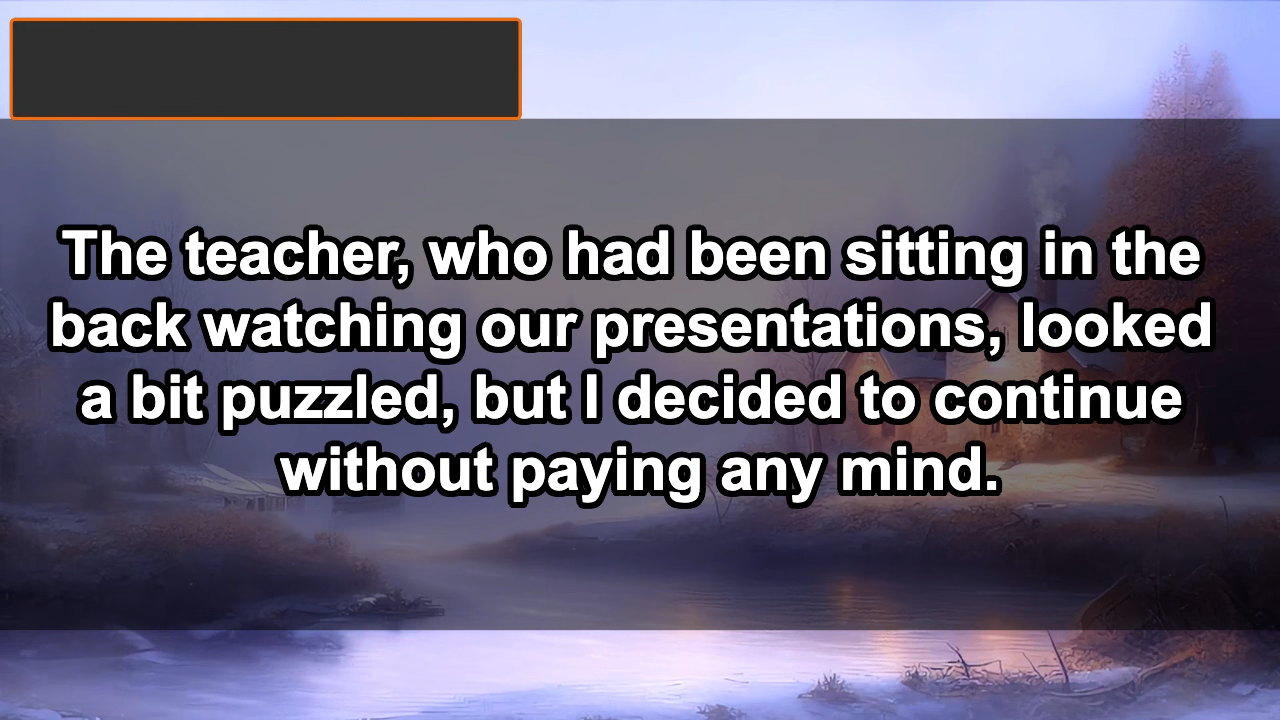 The teacher, who had been sitting in the
back watching our presentations, looked
a bit puzzled, but I decided to continue
without paying any mind.